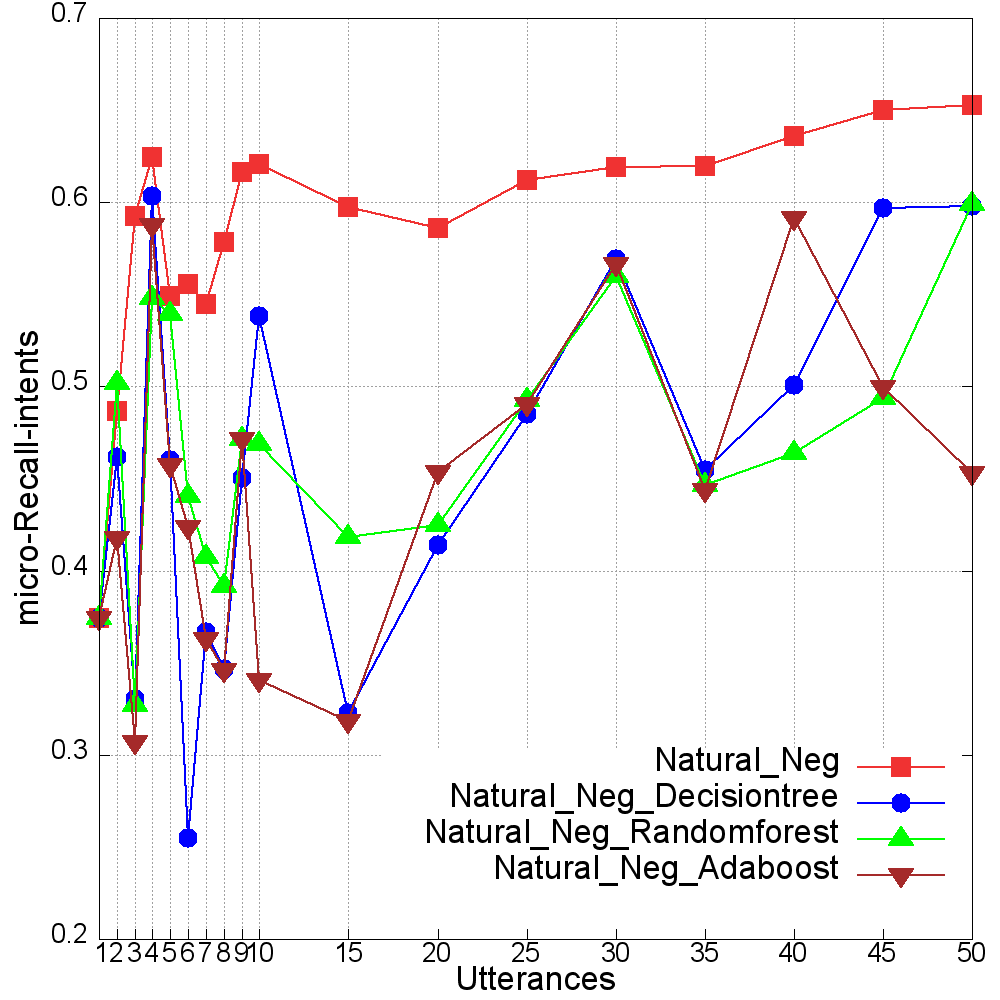 0.7
0.6
0.5
0.4
0.3
0.2
micro-Recall-intents
Natural_Neg
Natural_Neg_Decisiontree
Natural_Neg_Randomforest
Natural_Neg_Adaboost
1 2 3 4 5 6 7 8 9 10 15 20 25 30 35 40 45 50
Utterances